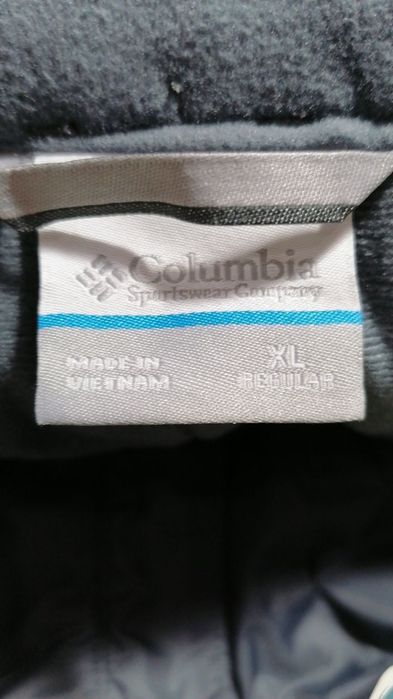 Columbia
Sportswear Company
MADE IN
VIETNAM
XL
REGULAR